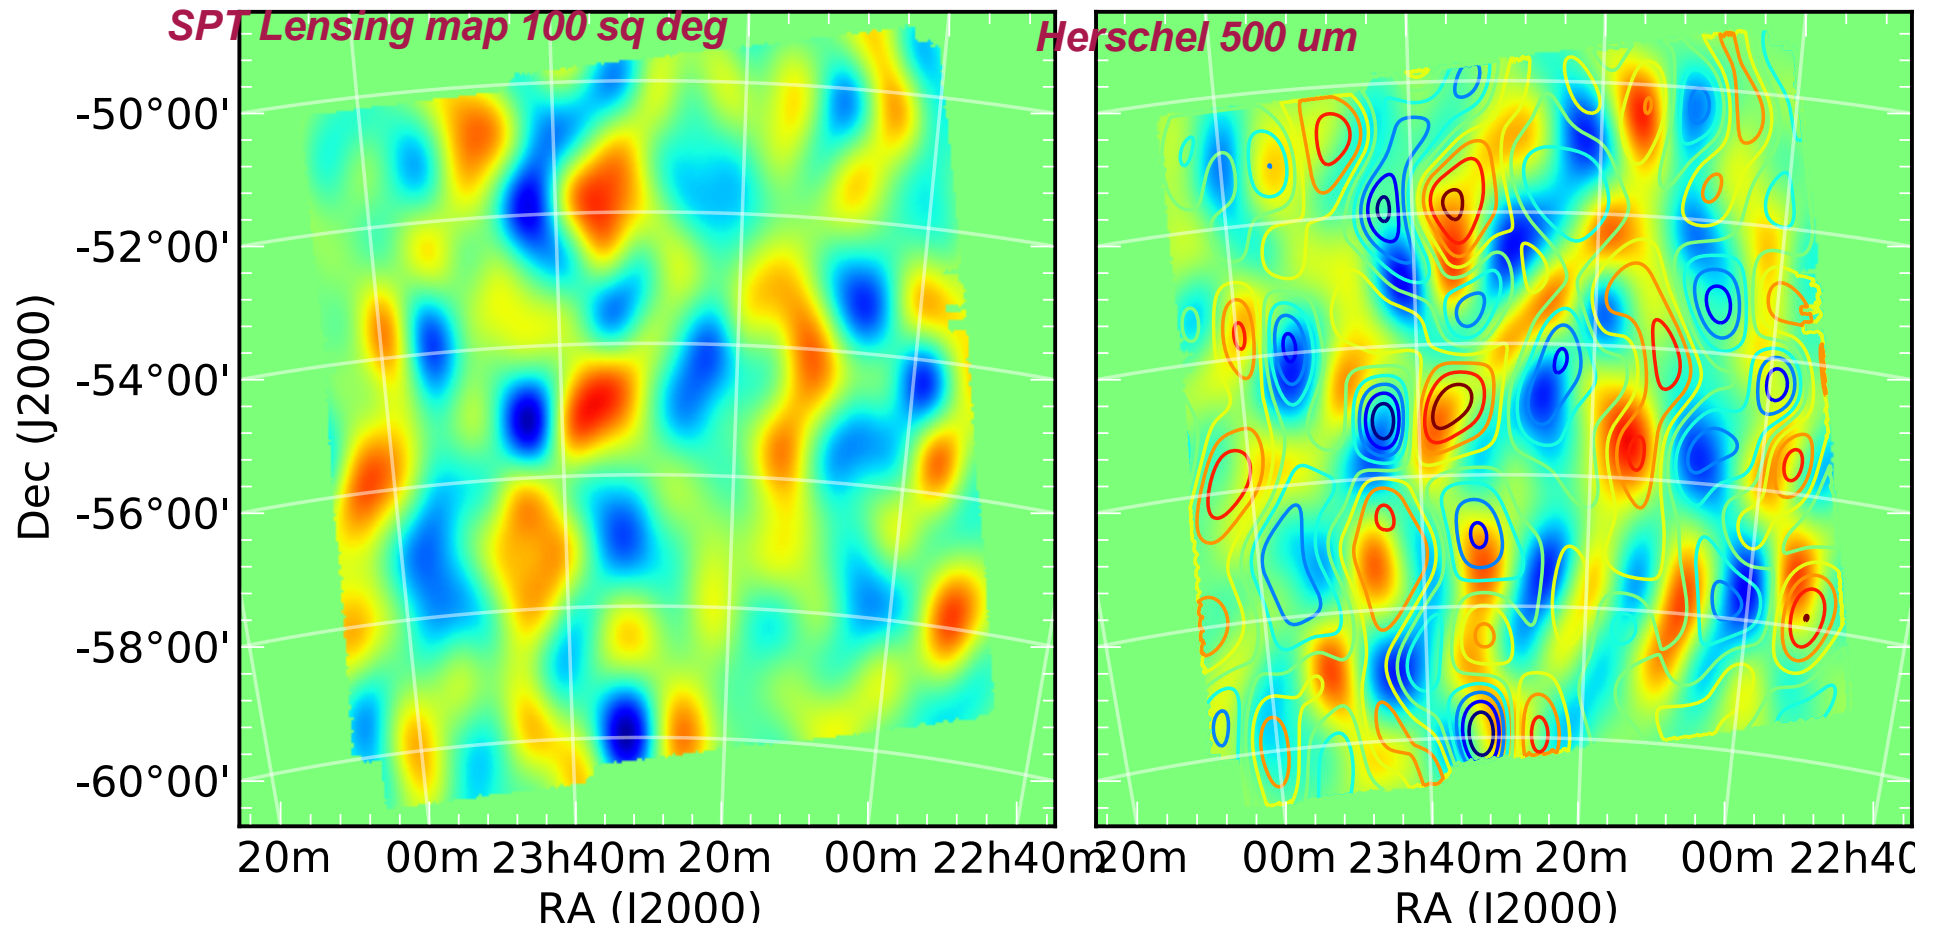 SPT Lensing map 100 sq deg
Herschel 500 um
-50°00'
-52°00'
-54°00'
-56°00'
-58°00'
-60°00'
Dec (J2000)
20m 00m 23h40m 20m 00m 22h40m
20m 00m 23h40m 20m 00m 22h40
RA (J2000)
RA (J2000)